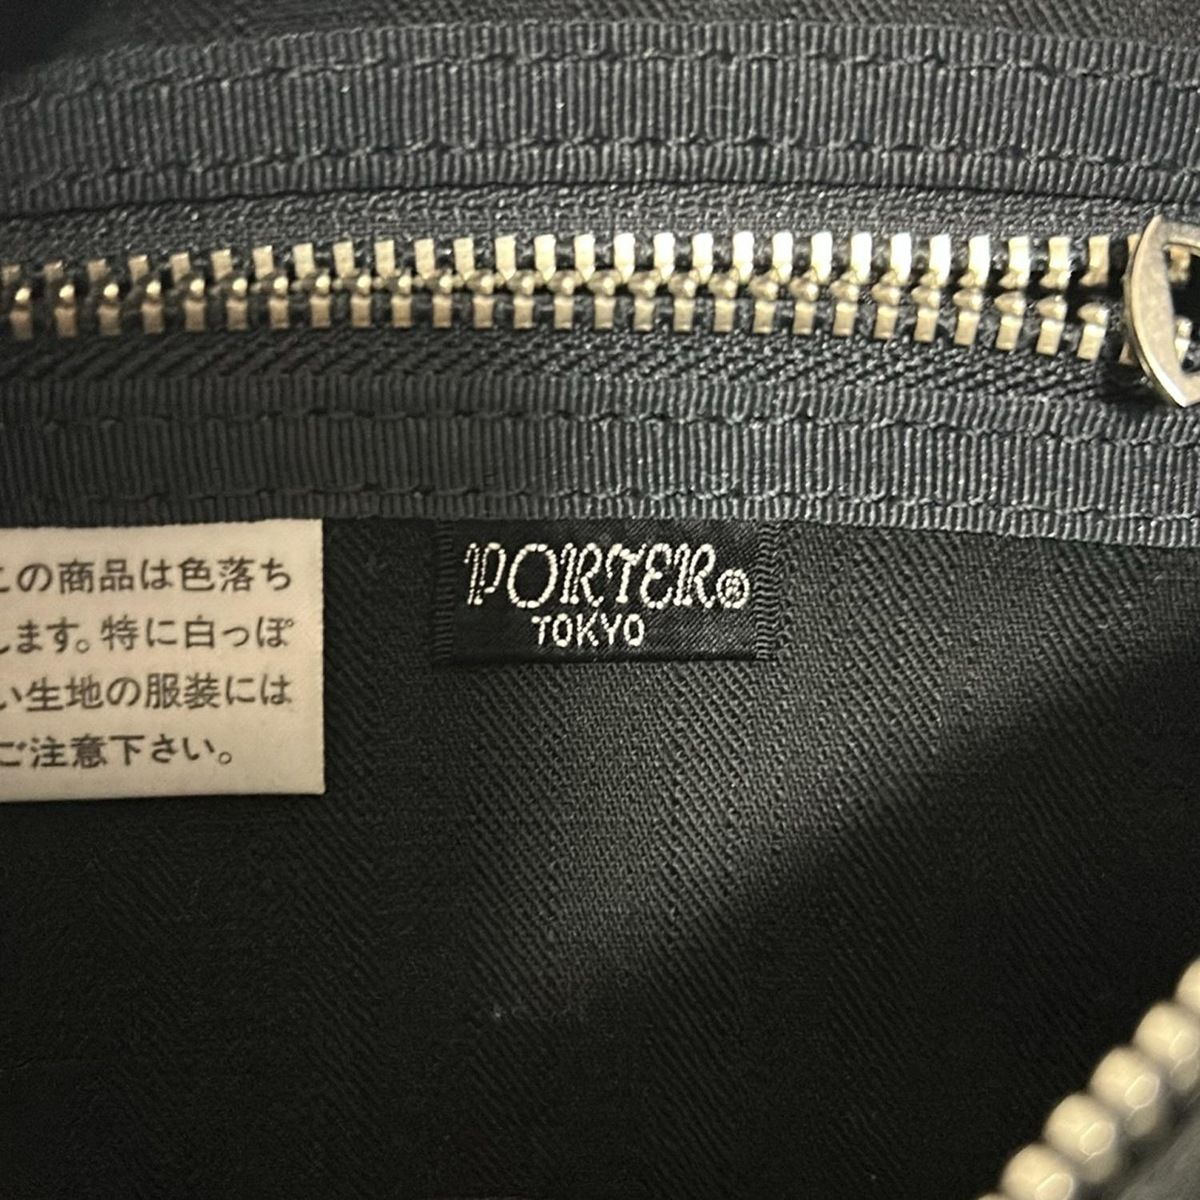 この商品は色落ち
します。特に白っぽ
い生地の服装には
ご注意下さい。
PORTER®
TOKYO